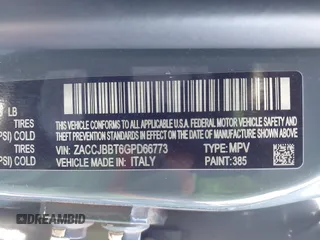 LB
TIRES
PSI) COLD
TIRES
PSI) COLD
THIS VEHICLE CONFORMS TO ALL APPLICABLE U.S.A. FEDERAL MOTOR VEHICLE SAFETY
AND THEFT PREVENTION STANDARDS IN EFFECT ON THE DATE OF MANUFACTURE SHOWN ABOVE.
VIN: ZACCJBBT6GPD66773 TYPE: MPV
VEHICLE MADE IN: ITALY PAINT: 385
DREAMBID